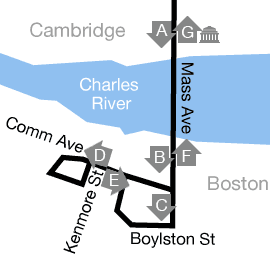 Cambridge
A
G
Charles
River
Mass Ave
Comm Ave
D
B
F
E
Kenmore St
C
Boston
Boylston St